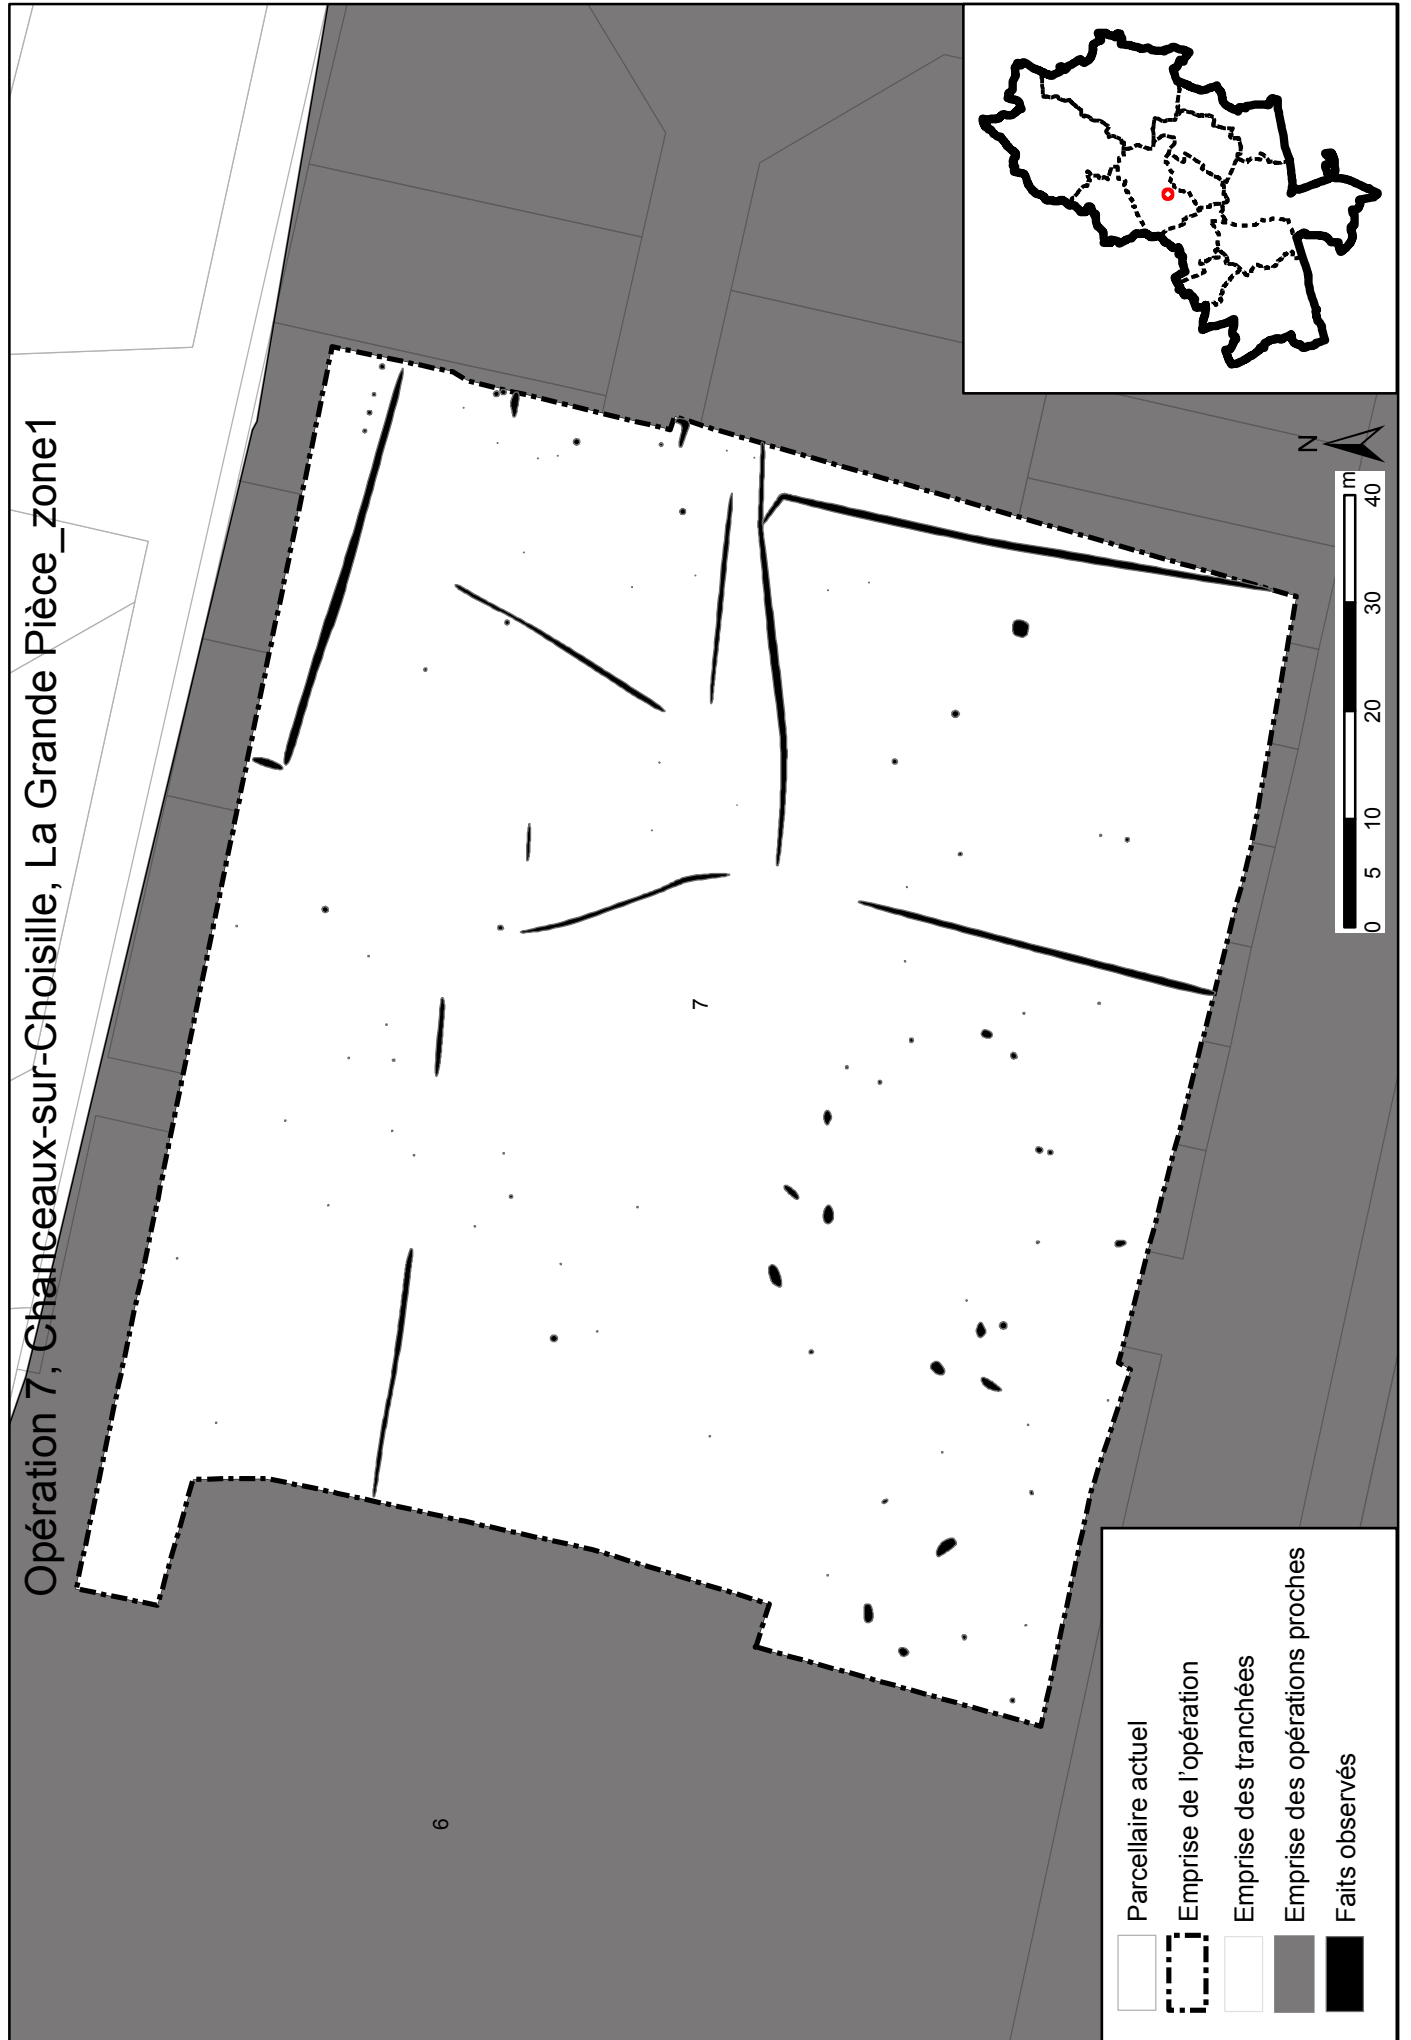 Opération 7, Chanceaux-sur-Choisille, La Grande Pièce_zone1
6
7
Parcellaire actuel
Emprise de l'opération
Emprise des tranchées
Emprise des opérations proches
Faits observés
N
m
0 5 10 20 30 40